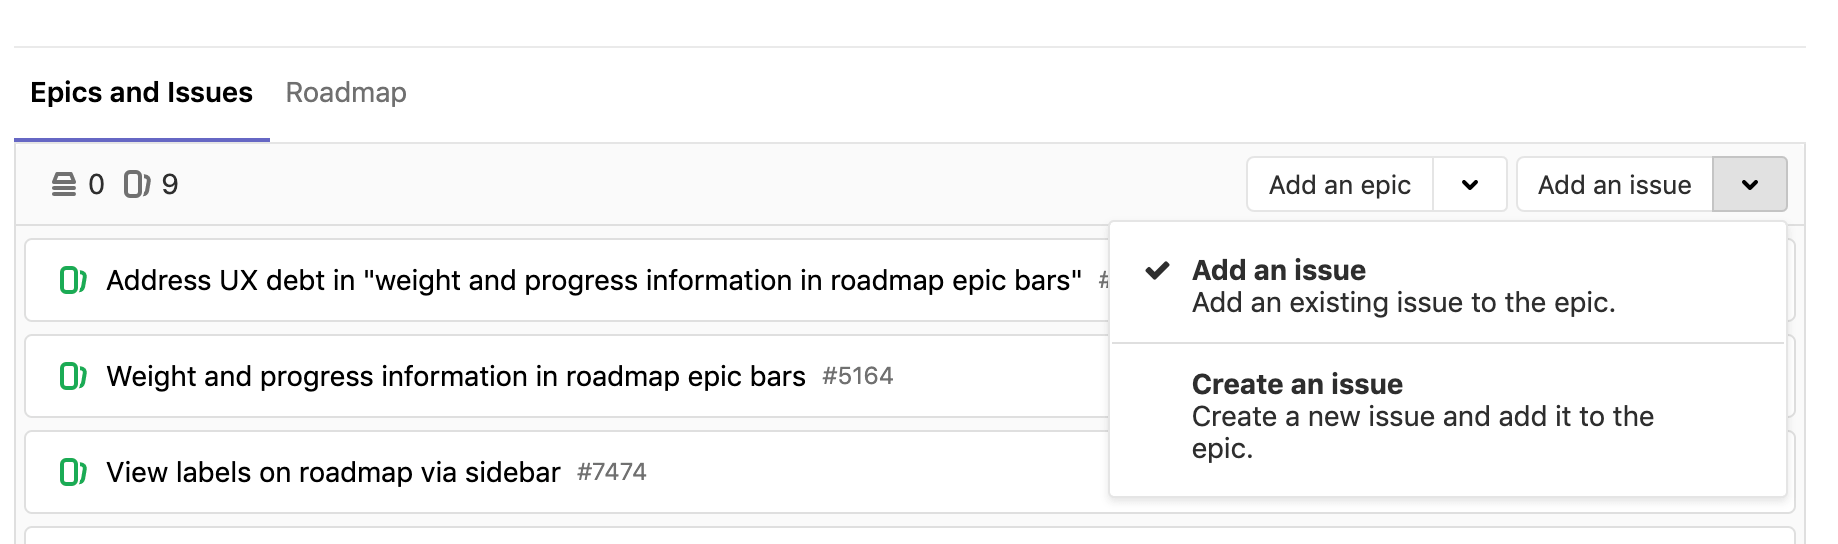 Epics and Issues Roadmap
0 9 Add an epic Add an issue
Address UX debt in "weight and progress information in roadmap epic bars" #
Weight and progress information in roadmap epic bars #5164
View labels on roadmap via sidebar #7474
Add an issue
Add an existing issue to the epic.
Create an issue
Create a new issue and add it to the
epic.